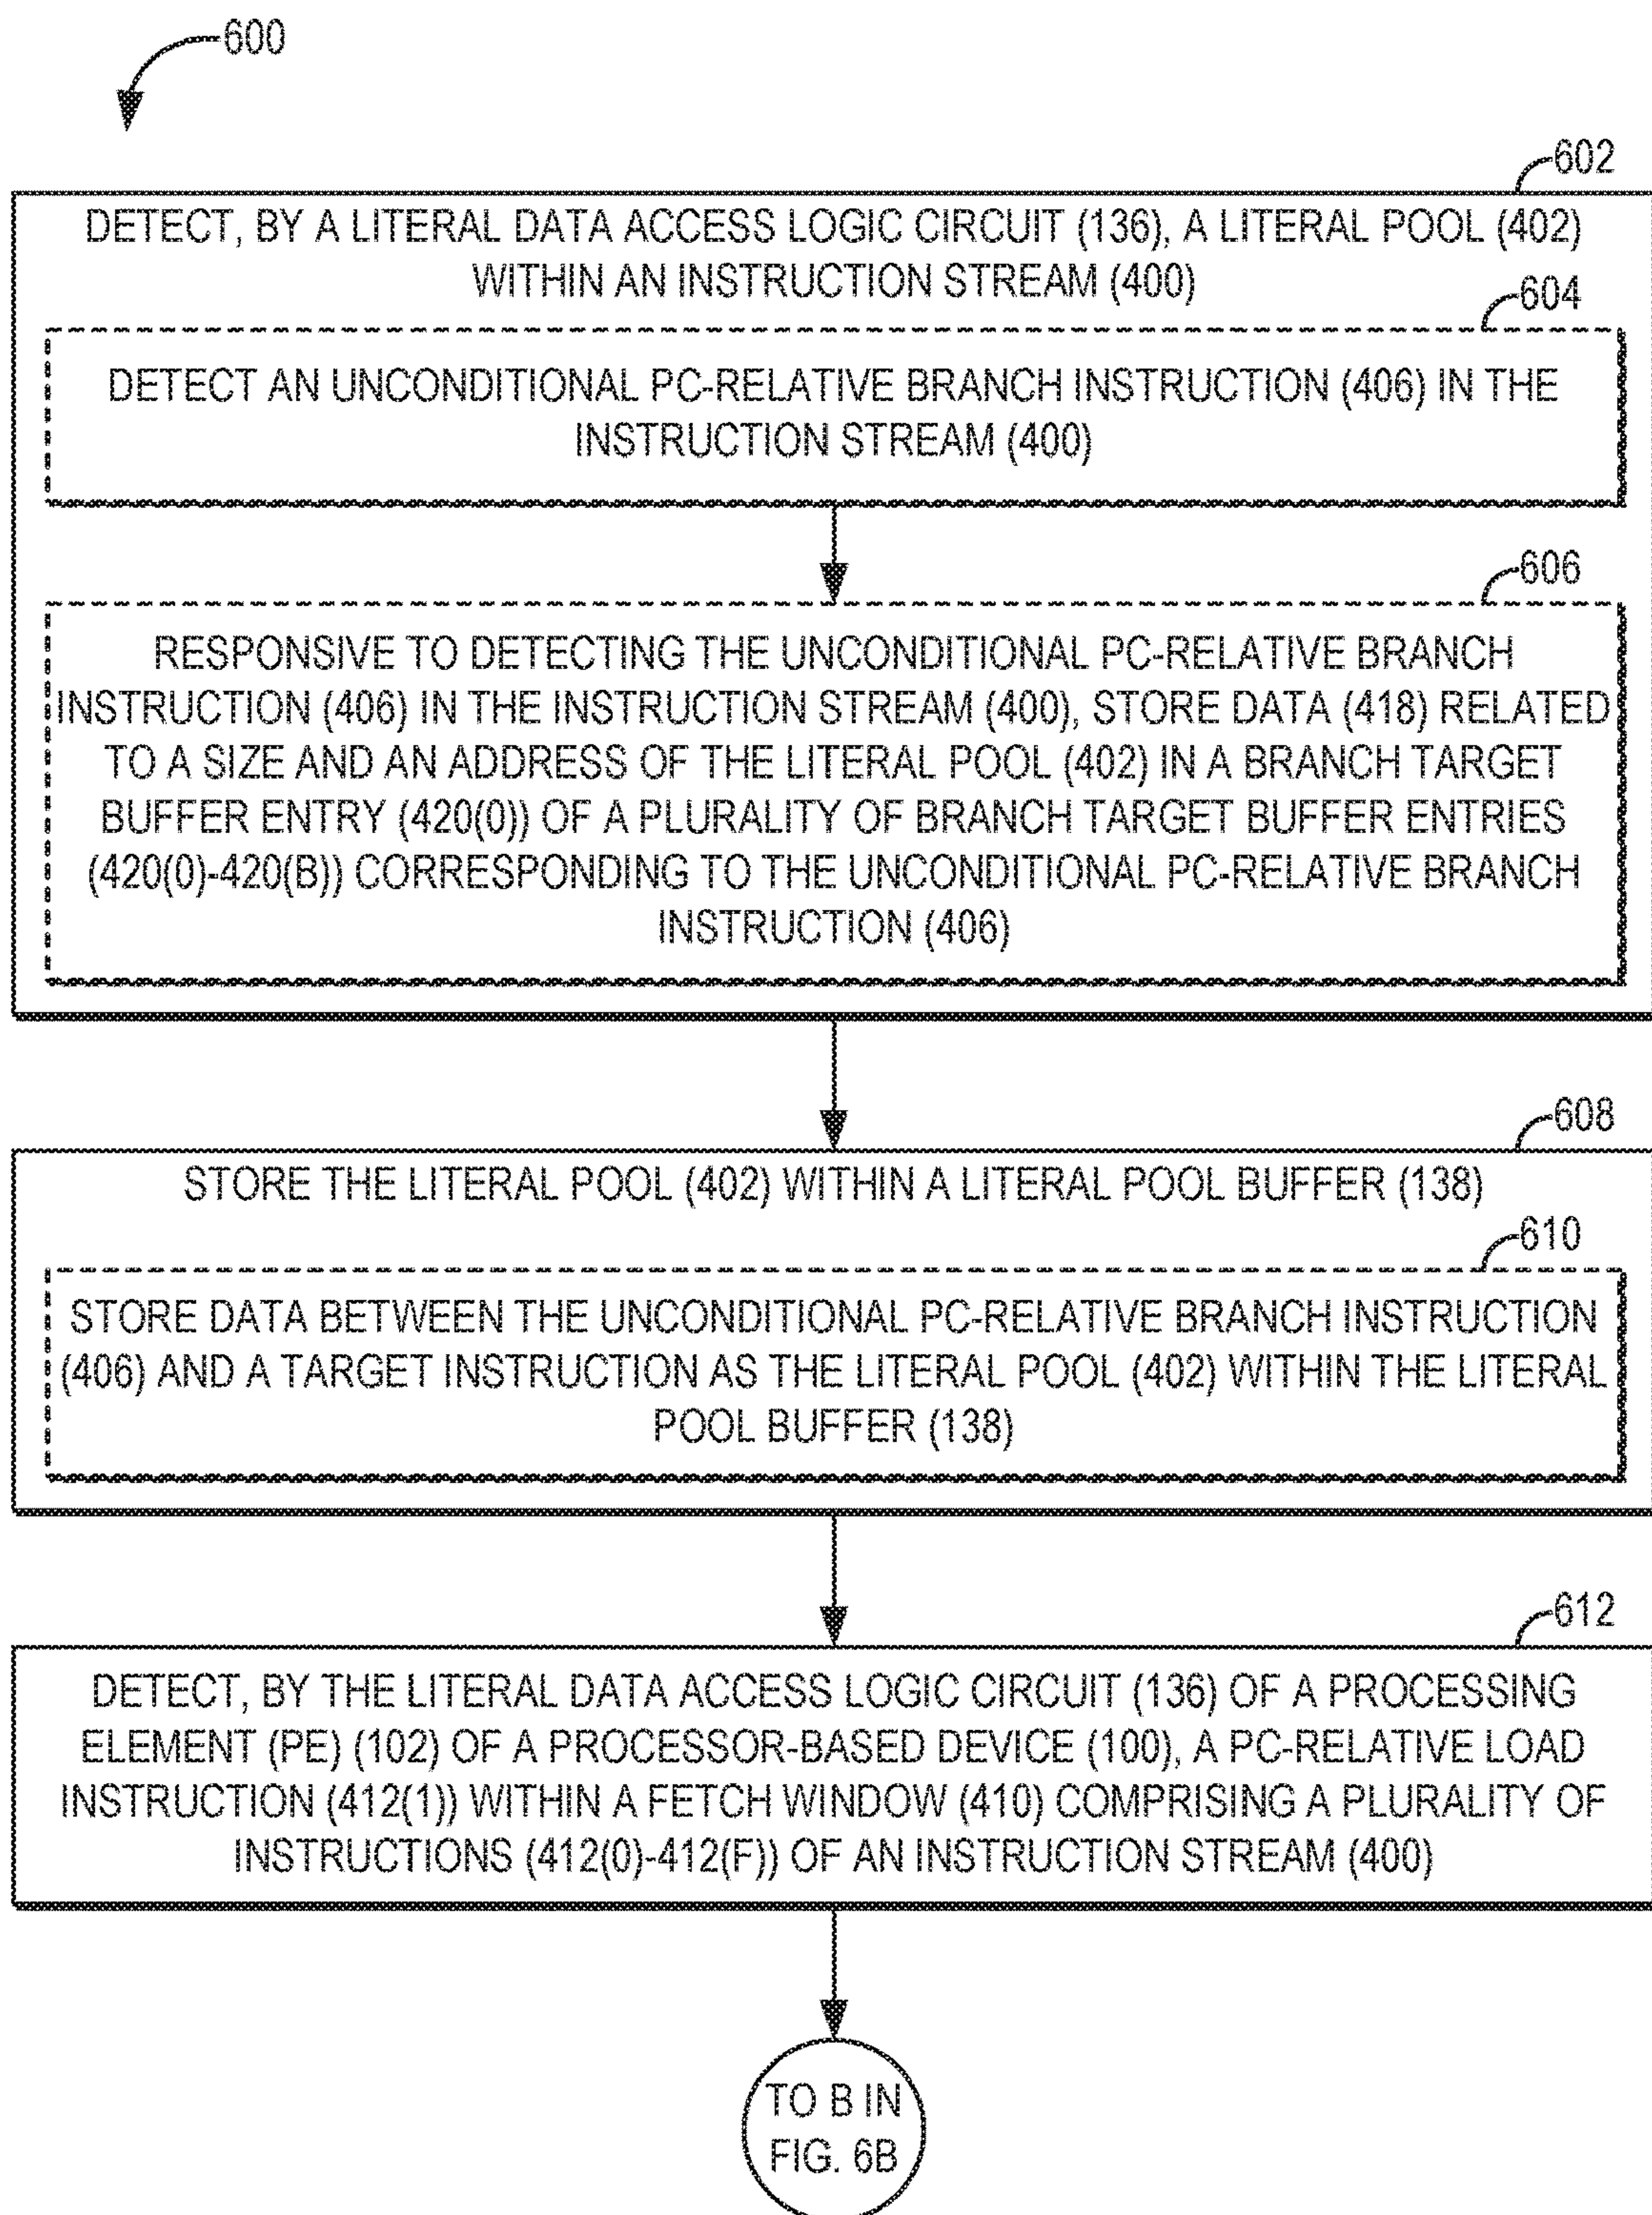 600
602
DETECT, BY A LITERAL DATA ACCESS LOGIC CIRCUIT (136), A LITERAL POOL (402)
WITHIN AN INSTRUCTION STREAM (400)
604
DETECT AN UNCONDITIONAL PC-RELATIVE BRANCH INSTRUCTION (406) IN THE
INSTRUCTION STREAM (400)
606
RESPONSIVE TO DETECTING THE UNCONDITIONAL PC-RELATIVE BRANCH
INSTRUCTION (406) IN THE INSTRUCTION STREAM (400), STORE DATA (418) RELATED
TO A SIZE AND AN ADDRESS OF THE LITERAL POOL (402) IN A BRANCH TARGET
BUFFER ENTRY (420(0)) OF A PLURALITY OF BRANCH TARGET BUFFER ENTRIES
(420(0)-420(B)) CORRESPONDING TO THE UNCONDITIONAL PC-RELATIVE BRANCH
INSTRUCTION (406)
608
STORE THE LITERAL POOL (402) WITHIN A LITERAL POOL BUFFER (138)
610
STORE DATA BETWEEN THE UNCONDITIONAL PC-RELATIVE BRANCH INSTRUCTION
(406) AND A TARGET INSTRUCTION AS THE LITERAL POOL (402) WITHIN THE LITERAL
POOL BUFFER (138)
612
DETECT, BY THE LITERAL DATA ACCESS LOGIC CIRCUIT (136) OF A PROCESSING
ELEMENT (PE) (102) OF A PROCESSOR-BASED DEVICE (100), A PC-RELATIVE LOAD
INSTRUCTION (412(1)) WITHIN A FETCH WINDOW (410) COMPRISING A PLURALITY OF
INSTRUCTIONS (412(0)-412(F)) OF AN INSTRUCTION STREAM (400)
TO B IN
FIG. 6B